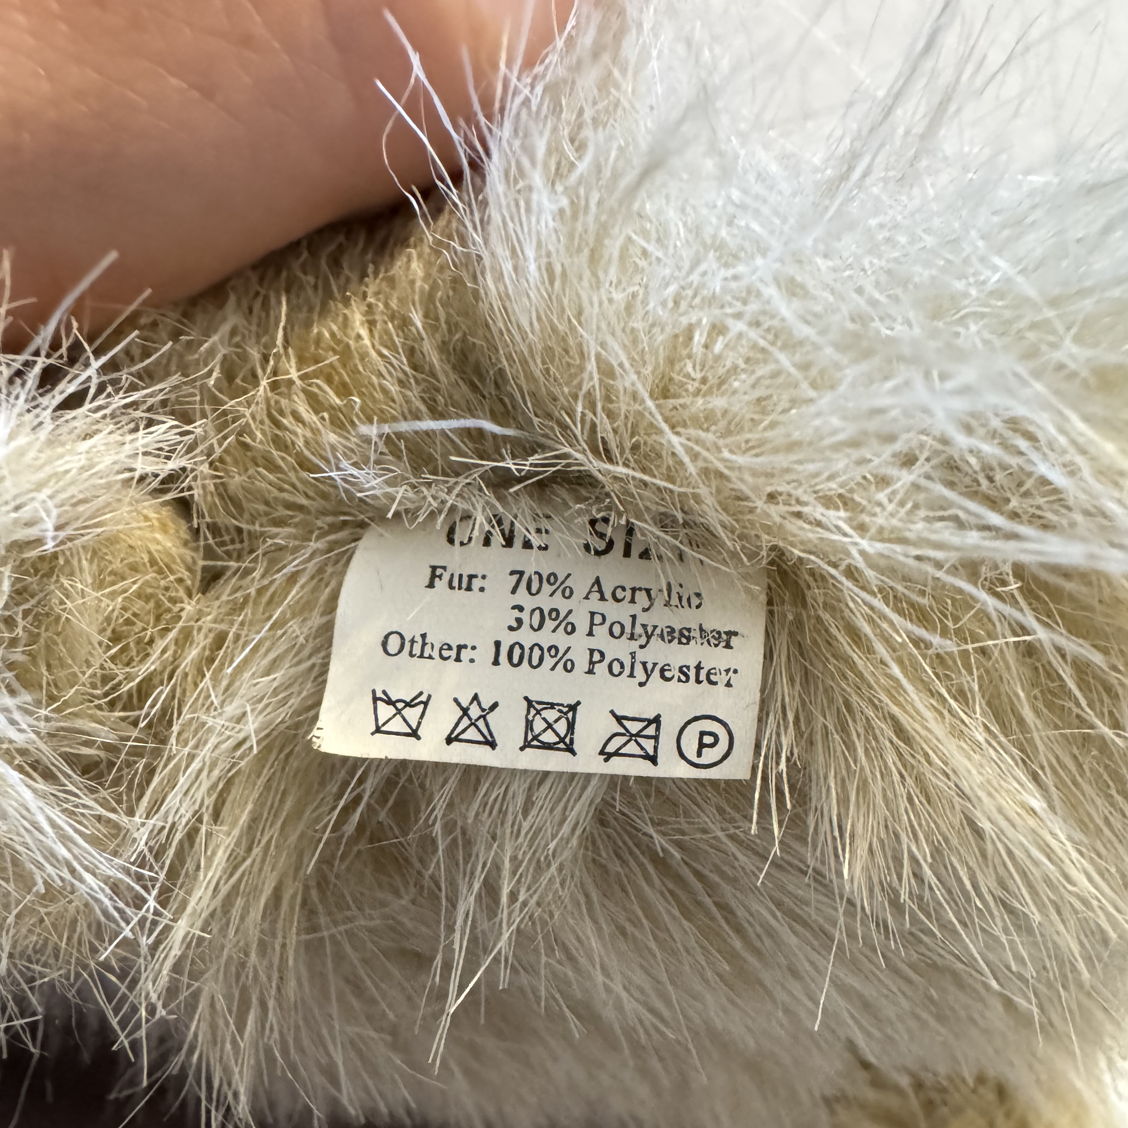 ONE SIZE
Fur: 70% Acrylic
30% Polyester
Other: 100% Polyester
P